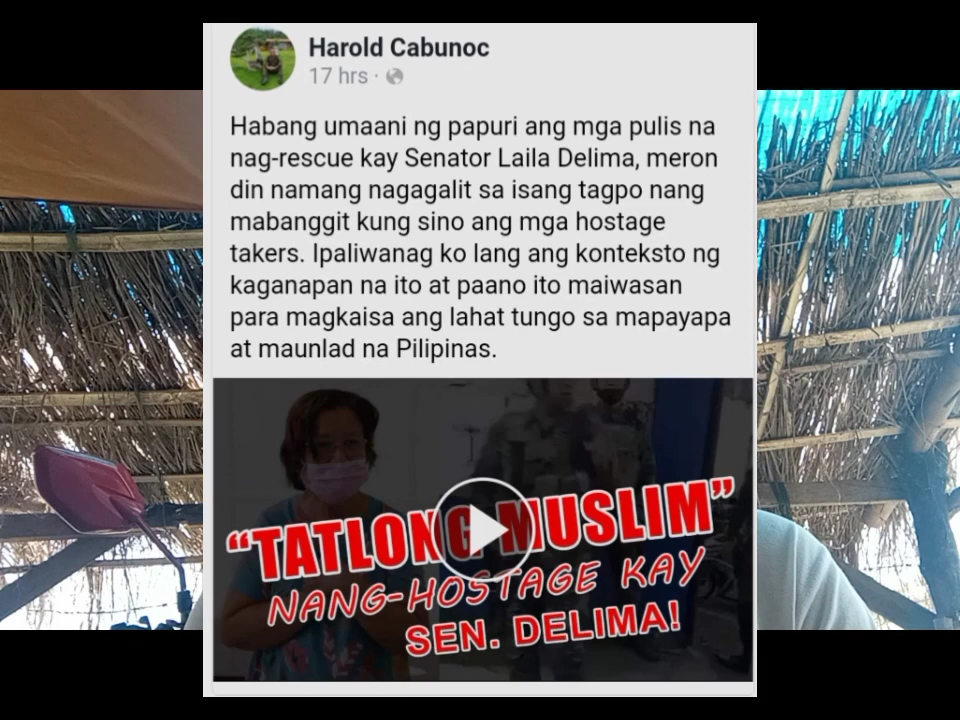 Harold Cabunoc
17 hrs ·
Habang umaani ng papuri ang mga pulis na
nag-rescue kay Senator Laila Delima, meron
din namang nagagalit sa isang tagpo nang
mabanggit kung sino ang mga hostage
takers. Ipaliwanag ko lang ang konteksto ng
kaganapan na ito at paano ito maiwasan
para magkaisa ang lahat tungo sa mapayapa
at maunlad na Pilipinas.
“TATLONG MUSLIM”
NANG-HOSTAGE KAY
SEN. DELIMA!